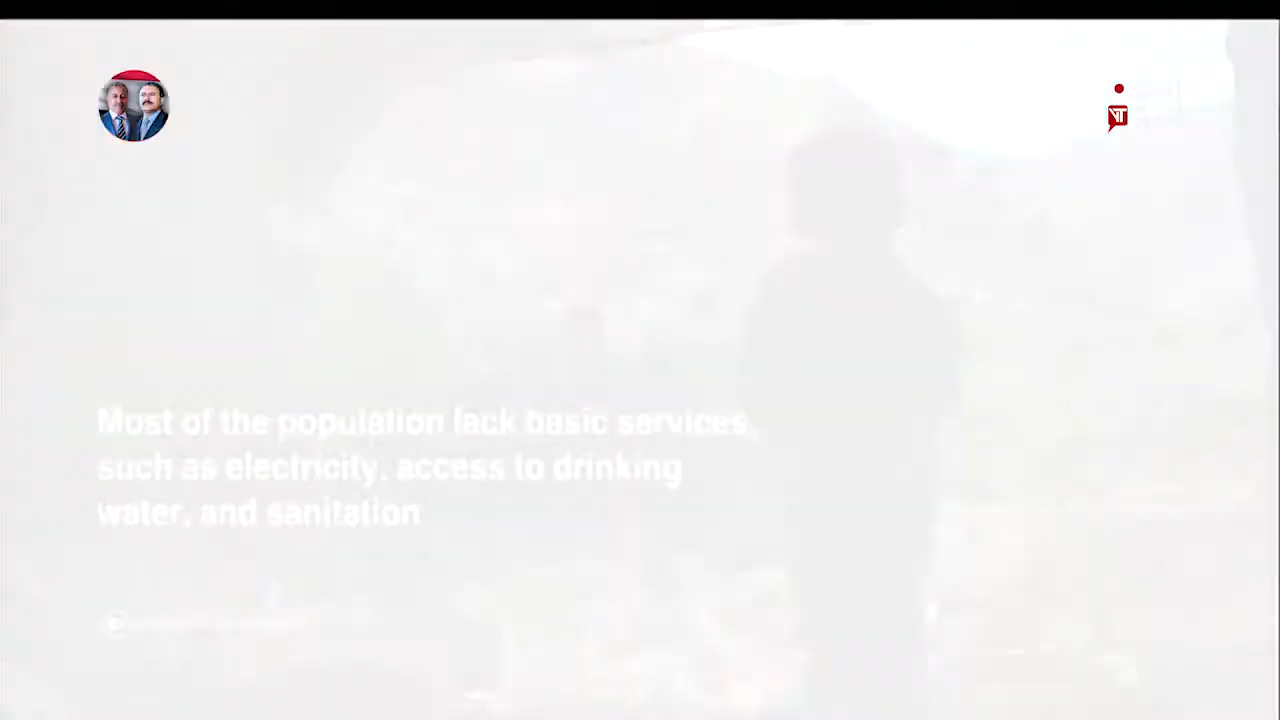 Most of the population lack basic services,
such as electricity, access to drinking
water, and sanitation